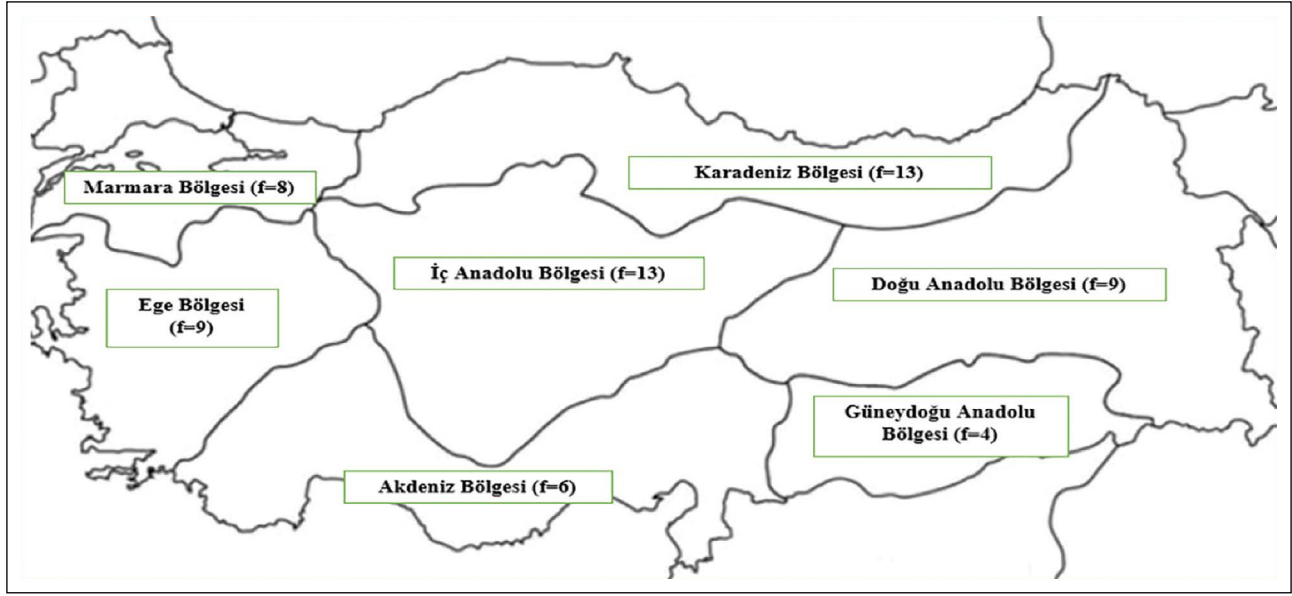 Karadeniz Bölgesi (f=13)
Marmara Bölgesi (f=8)
İç Anadolu Bölgesi (f=13)
Doğu Anadolu Bölgesi (f=9)
Ege Bölgesi
(f=9)
Güneydoğu Anadolu
Bölgesi (f=4)
Akdeniz Bölgesi (f=6)